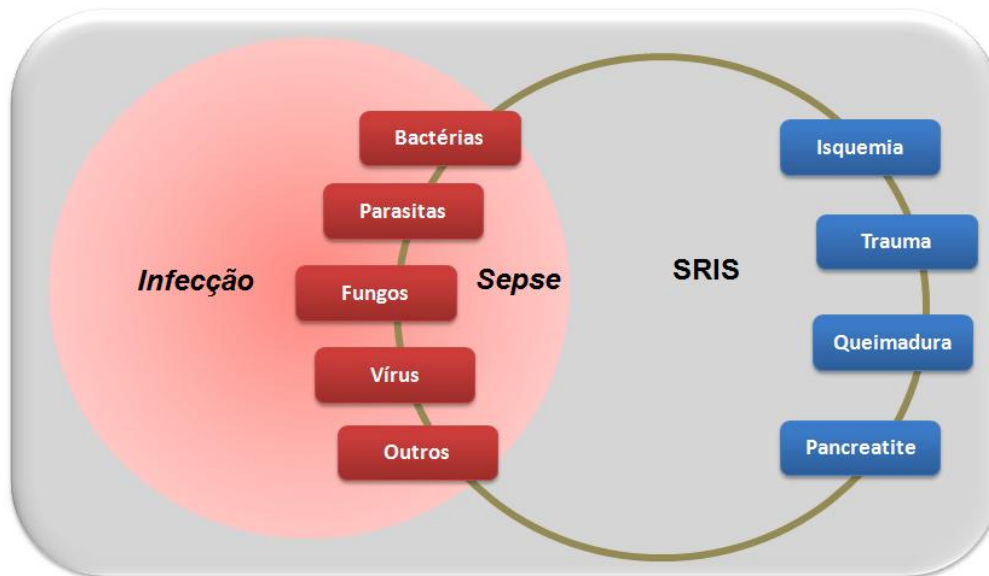 Bactérias
Parasitas
Infecção
Fungos
Sepse
Vírus
Outros
SRIS
Isquemia
Trauma
Queimadura
Pancreatite